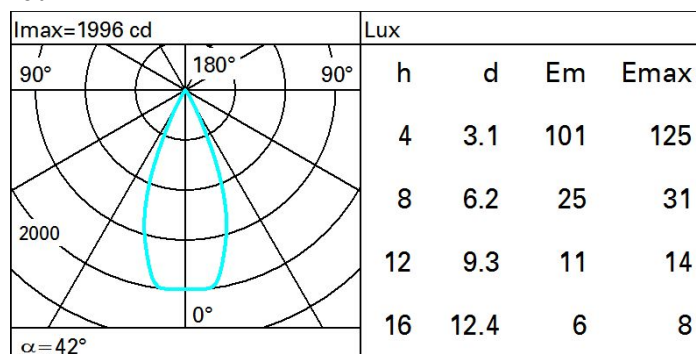 Imax=1996 cd
Lux
90°
180°
90°
2000
0°
α=42°
h d Em Emax
4 3.1 101 125
8 6.2 25 31
12 9.3 11 14
16 12.4 6 8